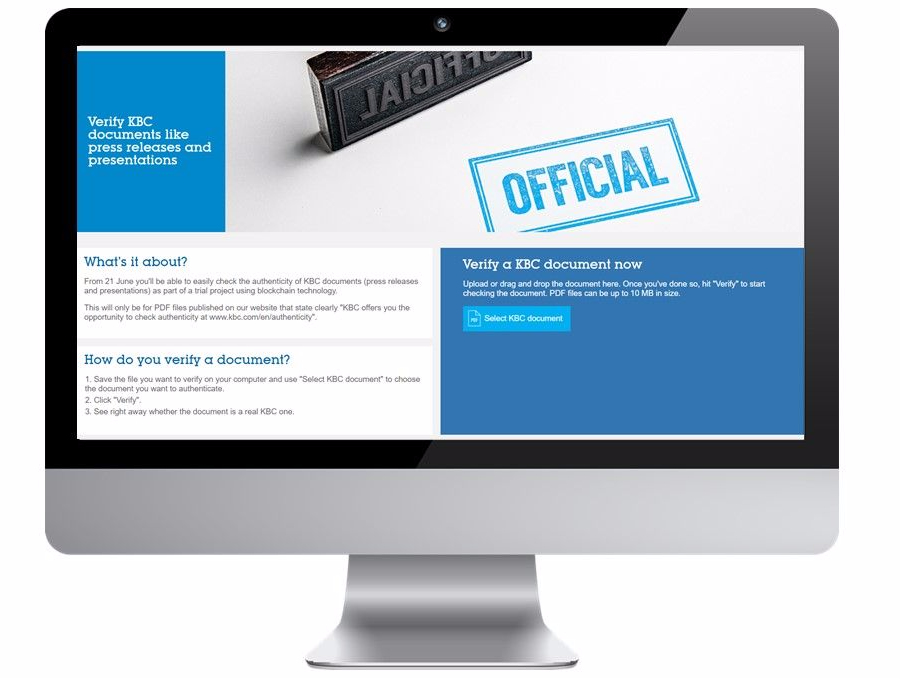 OFFICIAL
Verify KBC
documents like
press releases and
presentations
OFFICIAL
What's it about?
From 21 June you'll be able to easily check the authenticity of KBC documents (press releases
and presentations) as part of a trial project using blockchain technology.
This will only be for PDF files published on our website that state clearly "KBC offers you the
opportunity to check authenticity at www.kbc.com/en/authenticity".
How do you verify a document?
1. Save the file you want to verify on your computer and use "Select KBC document" to choose
the document you want to authenticate.
2. Click "Verify".
3. See right away whether the document is a real KBC one.
Verify a KBC document now
Upload or drag and drop the document here. Once you've done so, hit "Verify" to start
checking the document. PDF files can be up to 10 MB in size.
PDF
Select KBC document